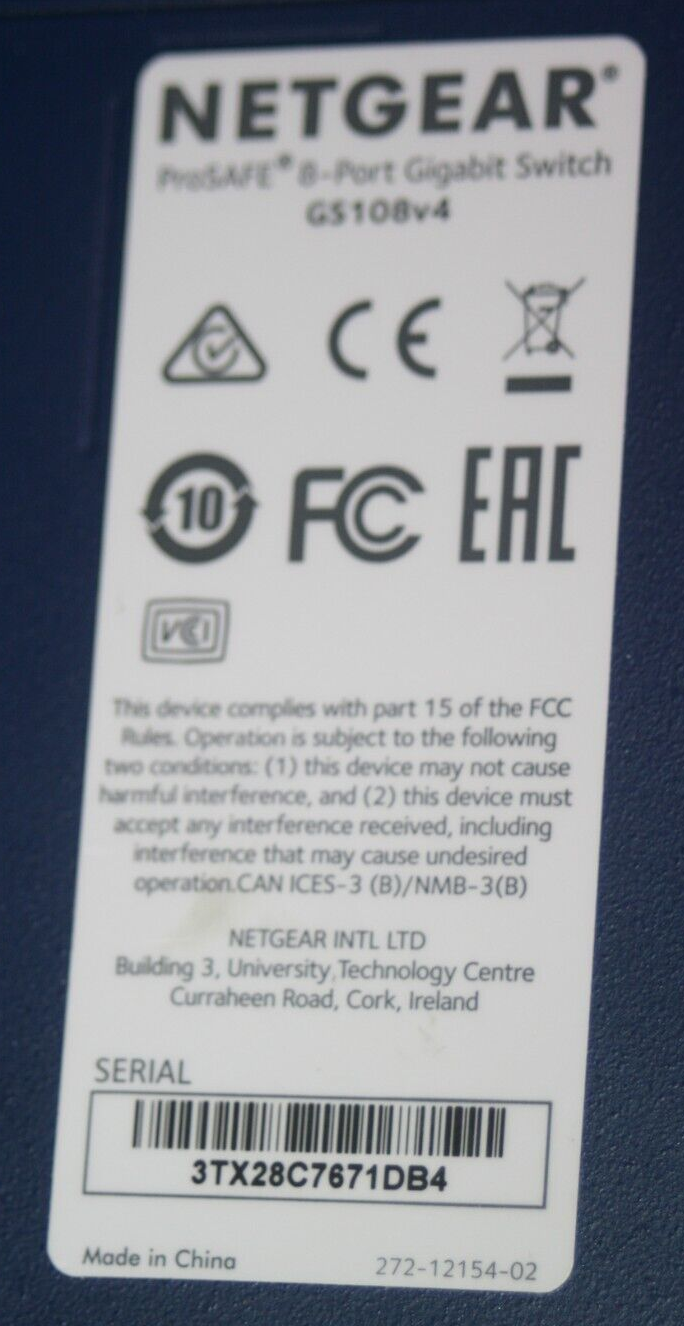 NETGEAR®
ProSAFE® 8-Port Gigabit Switch
GS108v4
CE
10 FC EAC
VCCI
This device complies with part 15 of the FCC
Rules. Operation is subject to the following
two conditions: (1) this device may not cause
harmful interference, and (2) this device must
accept any interference received, including
interference that may cause undesired
operation.CAN ICES-3 (B)/NMB-3(B)
NETGEAR INTL LTD
Building 3, University Technology Centre
Curraheen Road, Cork, Ireland
SERIAL
3TX28C7671DB4
Made in China 272-12154-02